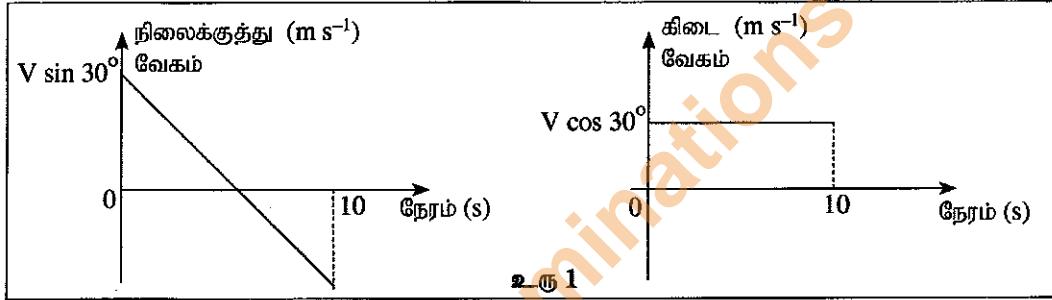 நிலைக்குத்து (m s⁻¹)
வேகம்
V sin 30°
0
10
நேரம் (s)
கிடை (m s⁻¹)
வேகம்
V cos 30°
0
10
நேரம் (s)
உரு 1
minations